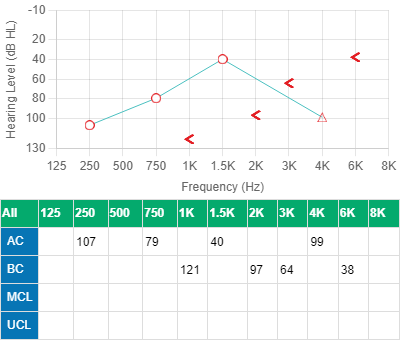 -10
20
40
60
80
100
130
Hearing Level (dB HL)
125 250 500 750 1K 1.5K 2K 3K 4K 6K 8K
Frequency (Hz)
All 125 250 500 750 1K 1.5K 2K 3K 4K 6K 8K
AC 107 79 40 99
BC 121 97 64 38
MCL
UCL